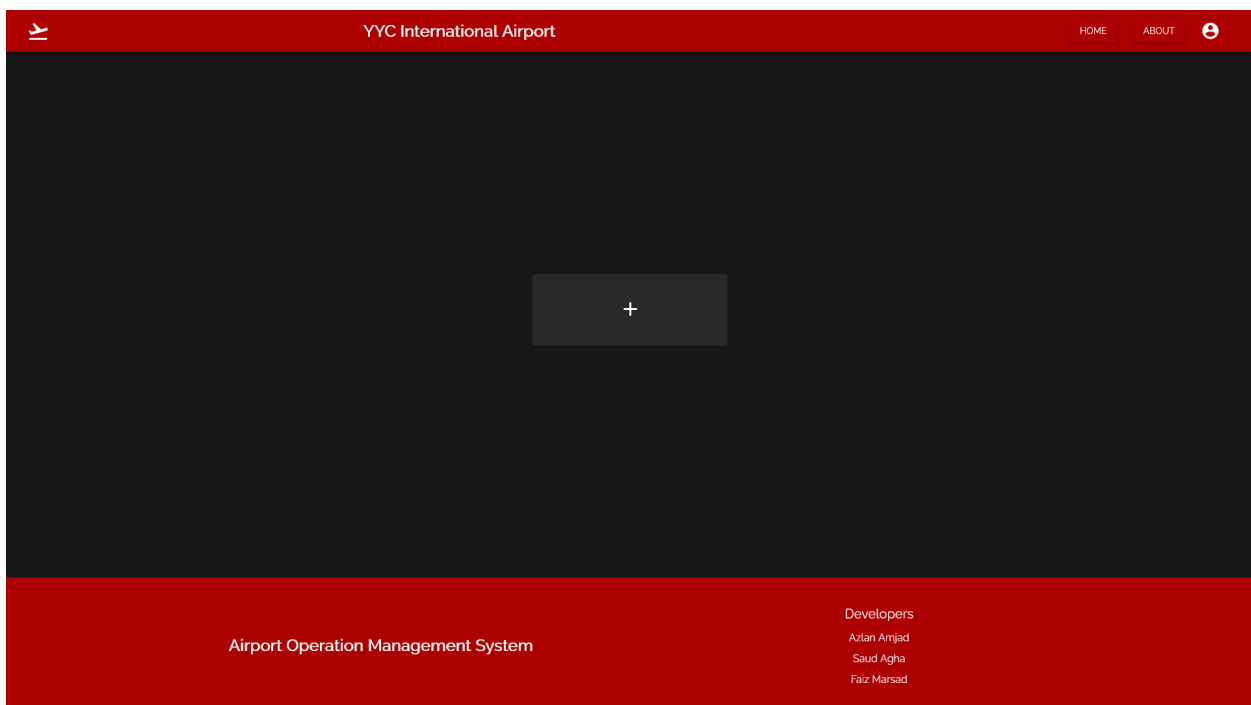 YYC International Airport
HOME
ABOUT
+
Airport Operation Management System
Developers
Azlan Amjad
Saud Agha
Faiz Marsad